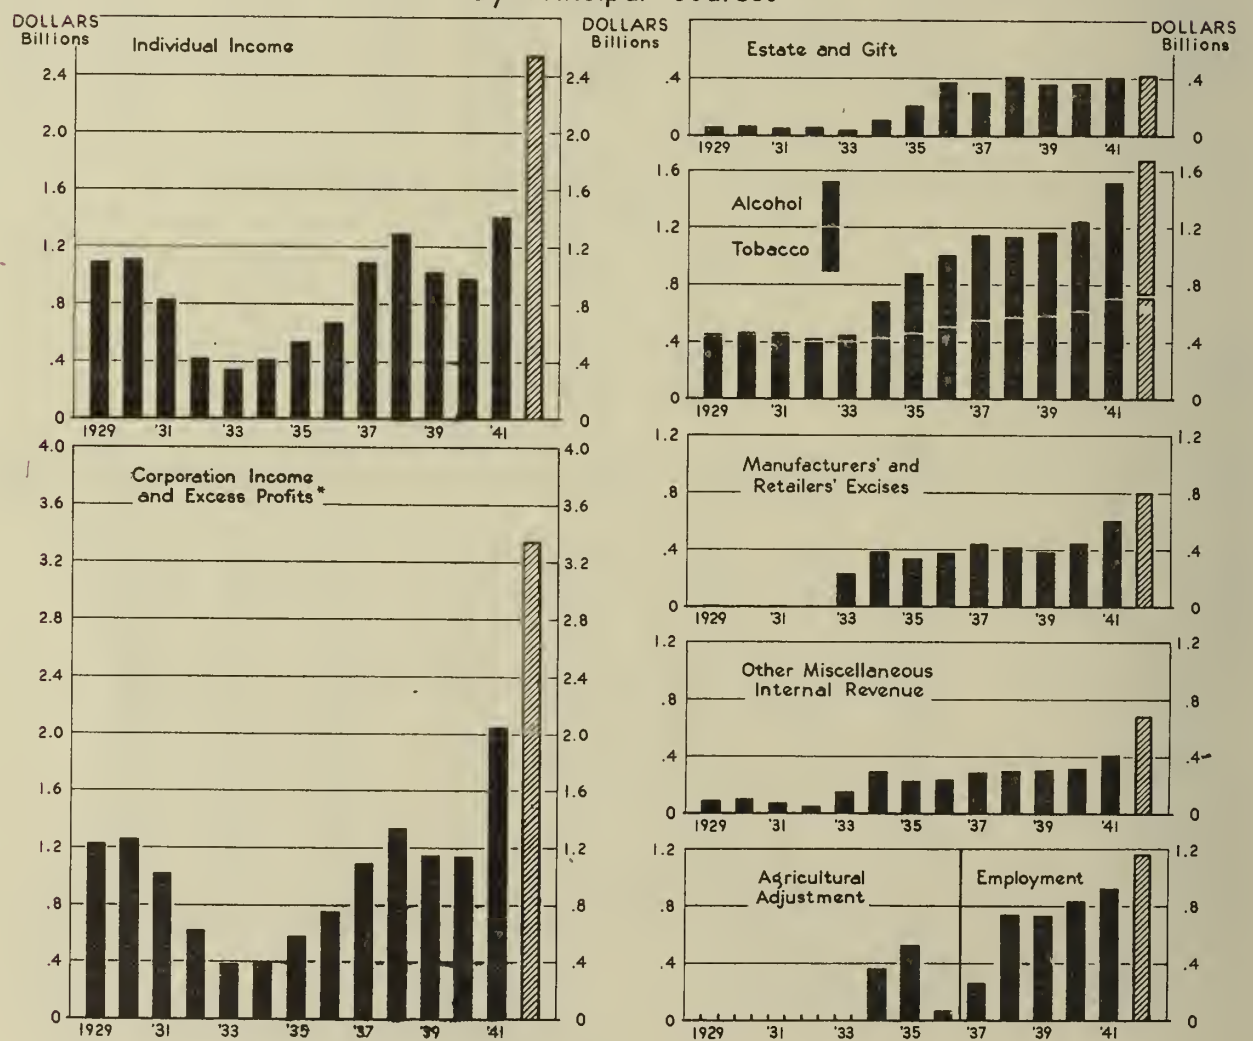 DOLLARS
Billions
Individual Income
2.4
2.0
1.6
1.2
.8
.4
0
2.4
2.0
1.6
1.2
.8
.4
0
1929 '31 '33 '35 '37 '39 '41
4.0
3.6
3.2
2.8
2.4
2.0
1.6
1.2
.8
.4
0
Corporation Income
and Excess Profits*
4.0
3.6
3.2
2.8
2.4
2.0
1.6
1.2
.8
.4
0
1929 '31 '33 '35 '37 '39 '41
DOLLARS
Billions
Estate and Gift
DOLLARS
Billions
.4
0
.4
0
1929 '31 '33 '35 '37 '39 '41
1.6
1.2
.8
.4
0
Alcohol
Tobacco
1.6
1.2
.8
.4
0
1929 '31 '33 '35 '37 '39 '41
1.2
.8
.4
0
Manufacturers' and
Retailers' Excises
1.2
.8
.4
0
1929 '31 '33 '35 '37 '39 '41
1.2
.8
.4
0
Other Miscellaneous
Internal Revenue
1.2
.8
.4
0
1929 '31 '33 '35 '37 '39 '41
1.2
.8
.4
0
Agricultural
Adjustment
Employment
1.2
.8
.4
0
1929 '31 '33 '35 '37 '39 '41